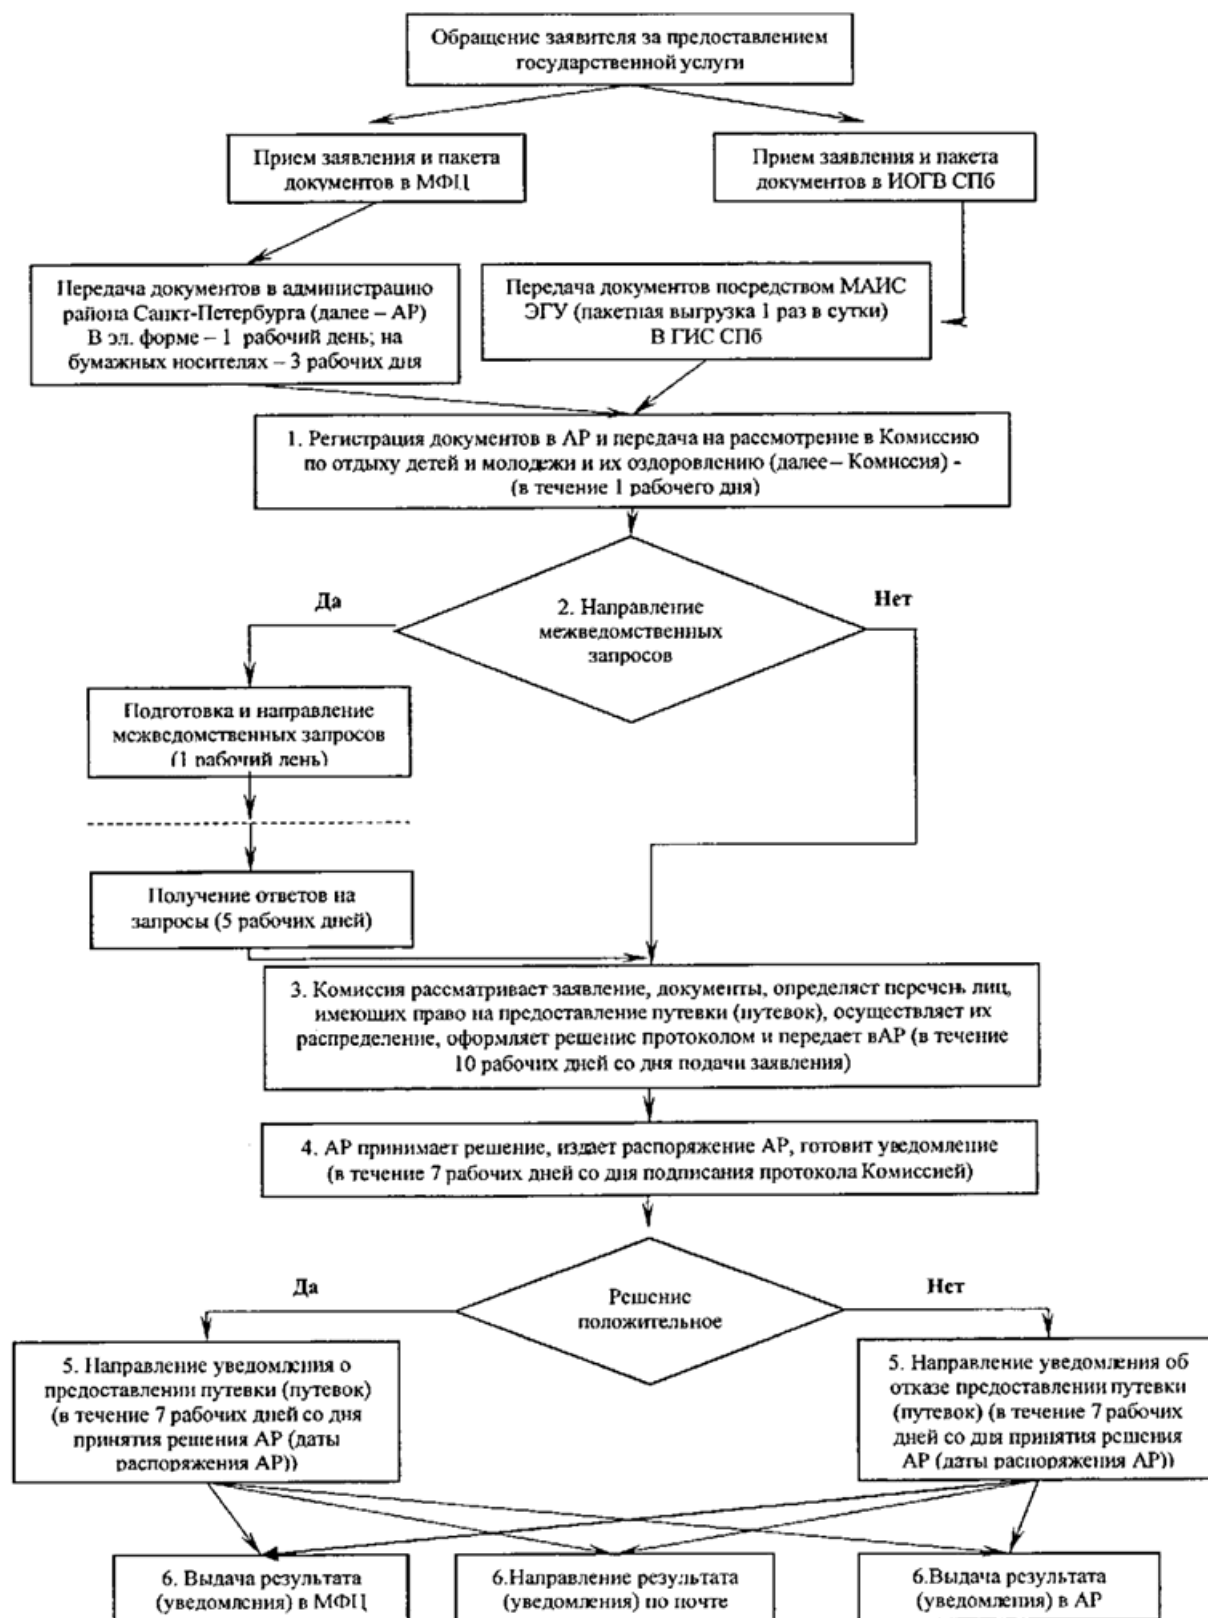 Обращение заявителя за предоставлением
государственной услуги
Прием заявления и пакета
документов в МФЦ
Прием заявления и пакета
документов в ИОГВ СПб
Передача документов в администрацию
района Санкт-Петербурга (далее – АР)
В эл. форме – 1 рабочий день; на
бумажных носителях – 3 рабочих дня
Передача документов посредством МАИС
ЭГУ (пакетная выгрузка 1 раз в сутки)
В ГИС СПб
1. Регистрация документов в АР и передача на рассмотрение в Комиссию
по отдыху детей и молодежи и их оздоровлению (далее – Комиссия) -
(в течение 1 рабочего дня)
Да
2. Направление
межведомственных
запросов
Нет
Подготовка и направление
межведомственных запросов
(1 рабочий день)
Получение ответов на
запросы (5 рабочих дней)
3. Комиссия рассматривает заявление, документы, определяет перечень лиц,
имеющих право на предоставление путевки (путевок), осуществляет их
распределение, оформляет решение протоколом и передает вАР (в течение
10 рабочих дней со дня подачи заявления)
4. АР принимает решение, издает распоряжение АР, готовит уведомление
(в течение 7 рабочих дней со дня подписания протокола Комиссией)
Да
Решение
положительное
Нет
5. Направление уведомления о
предоставлении путевки (путевок)
(в течение 7 рабочих дней со дня
принятия решения АР (даты
распоряжения АР))
5. Направление уведомления об
отказе предоставлении путевки
(путевок) (в течение 7 рабочих
дней со дня принятия решения
АР (даты распоряжения АР))
6. Выдача результата
(уведомления) в МФЦ
6.Направление результата
(уведомления) по почте
6.Выдача результата
(уведомления) в АР